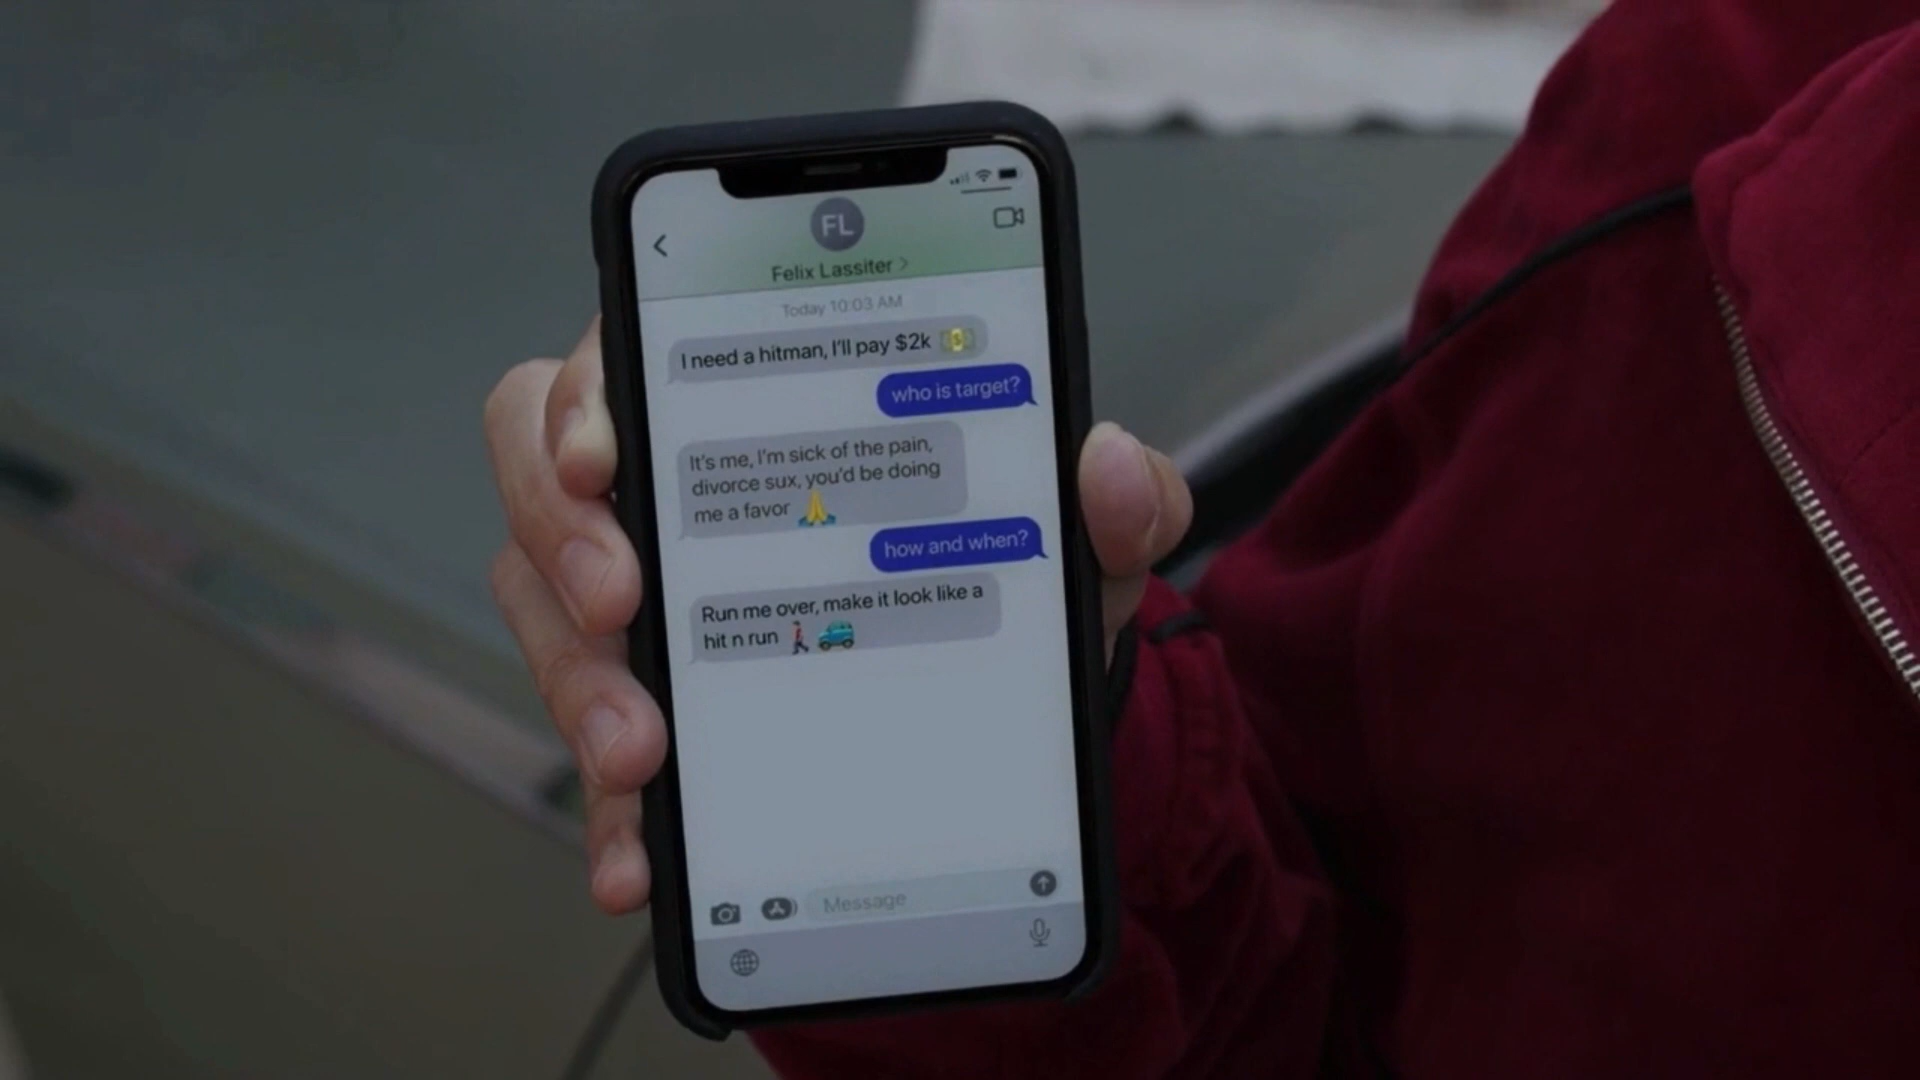 FL
Felix Lassiter
Today 10:03 AM
I need a hitman, I'll pay $2k 💵
who is target?
It's me, I'm sick of the pain,
divorce sux, you'd be doing
me a favor 🙏
how and when?
Run me over, make it look like a
hit n run 🚶 🚙
Message